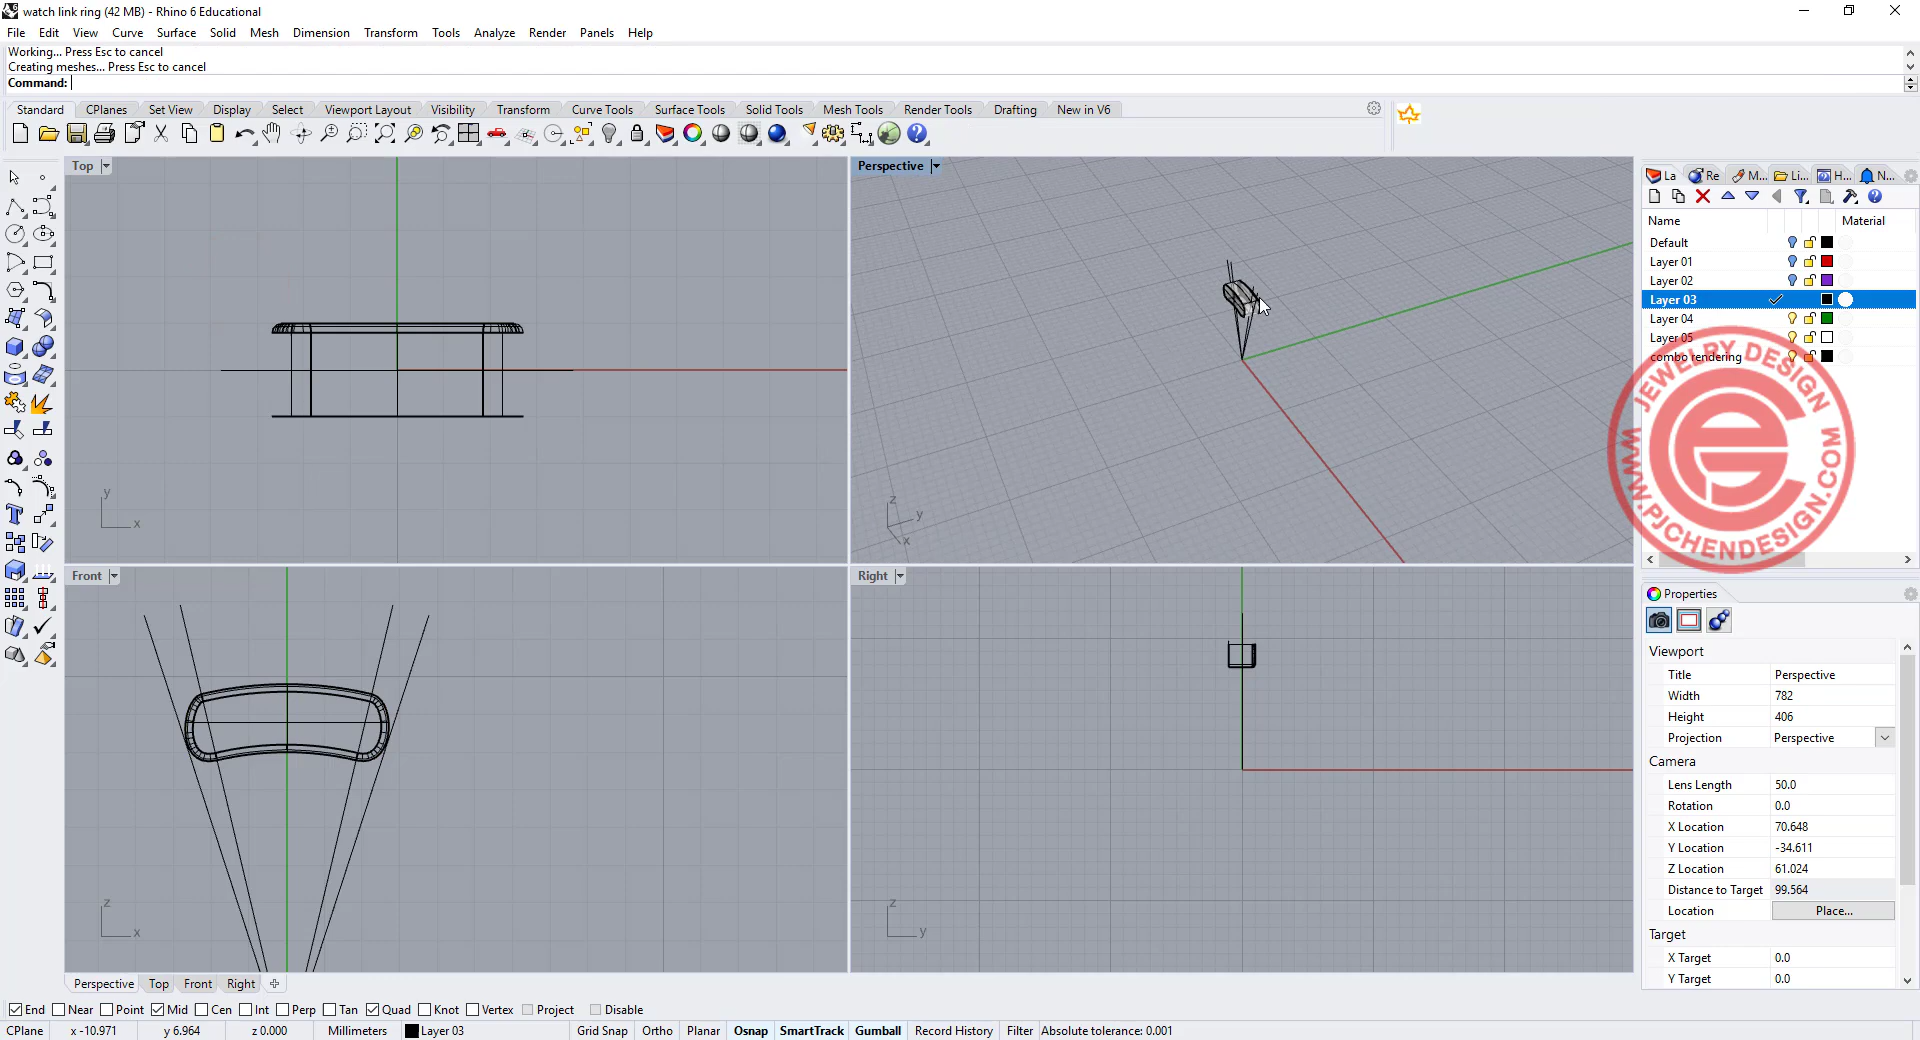 watch link ring (42 MB) - Rhino 6 Educational
File Edit View Curve Surface Solid Mesh Dimension Transform Tools Analyze Render Panels Help
Working... Press Esc to cancel
Creating meshes... Press Esc to cancel
Command:
Standard CPlanes Set View Display Select Viewport Layout Visibility Transform Curve Tools Surface Tools Solid Tools Mesh Tools Render Tools Drafting New in V6
Top Perspective
La Re M... Li... H... N...
Name Material
Default
Layer 01
Layer 02
Layer 03
Layer 04
Layer 05
combo rendering
JEWELRY DESIGN
WWW.PJCHENDESIGN.COM
y
x
z
y
x
Front Right
z
x
z
y
Properties
Viewport
Title Perspective
Width 782
Height 406
Projection Perspective
Camera
Lens Length 50.0
Rotation 0.0
X Location 70.648
Y Location -34.611
Z Location 61.024
Distance to Target 99.564
Location Place...
Target
X Target 0.0
Y Target 0.0
Perspective Top Front Right
End Near Point Mid Cen Int Perp Tan Quad Knot Vertex Project Disable
CPlane x -10.971 y 6.964 z 0.000 Millimeters Layer 03 Grid Snap Ortho Planar Osnap SmartTrack Gumball Record History Filter Absolute tolerance: 0.001